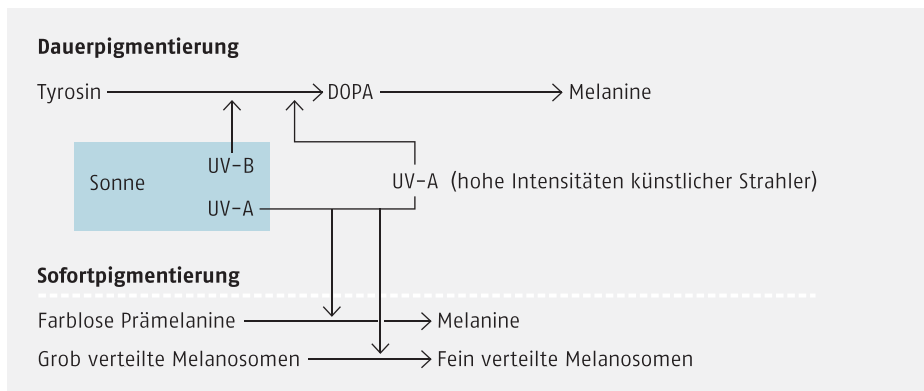 Dauerpigmentierung
Tyrosin DOPA Melanine
UV-B
Sonne
UV-A (hohe Intensitäten künstlicher Strahler)
UV-A
Sofortpigmentierung
Farblose Prämelanine Melanine
Grob verteilte Melanosomen Fein verteilte Melanosomen